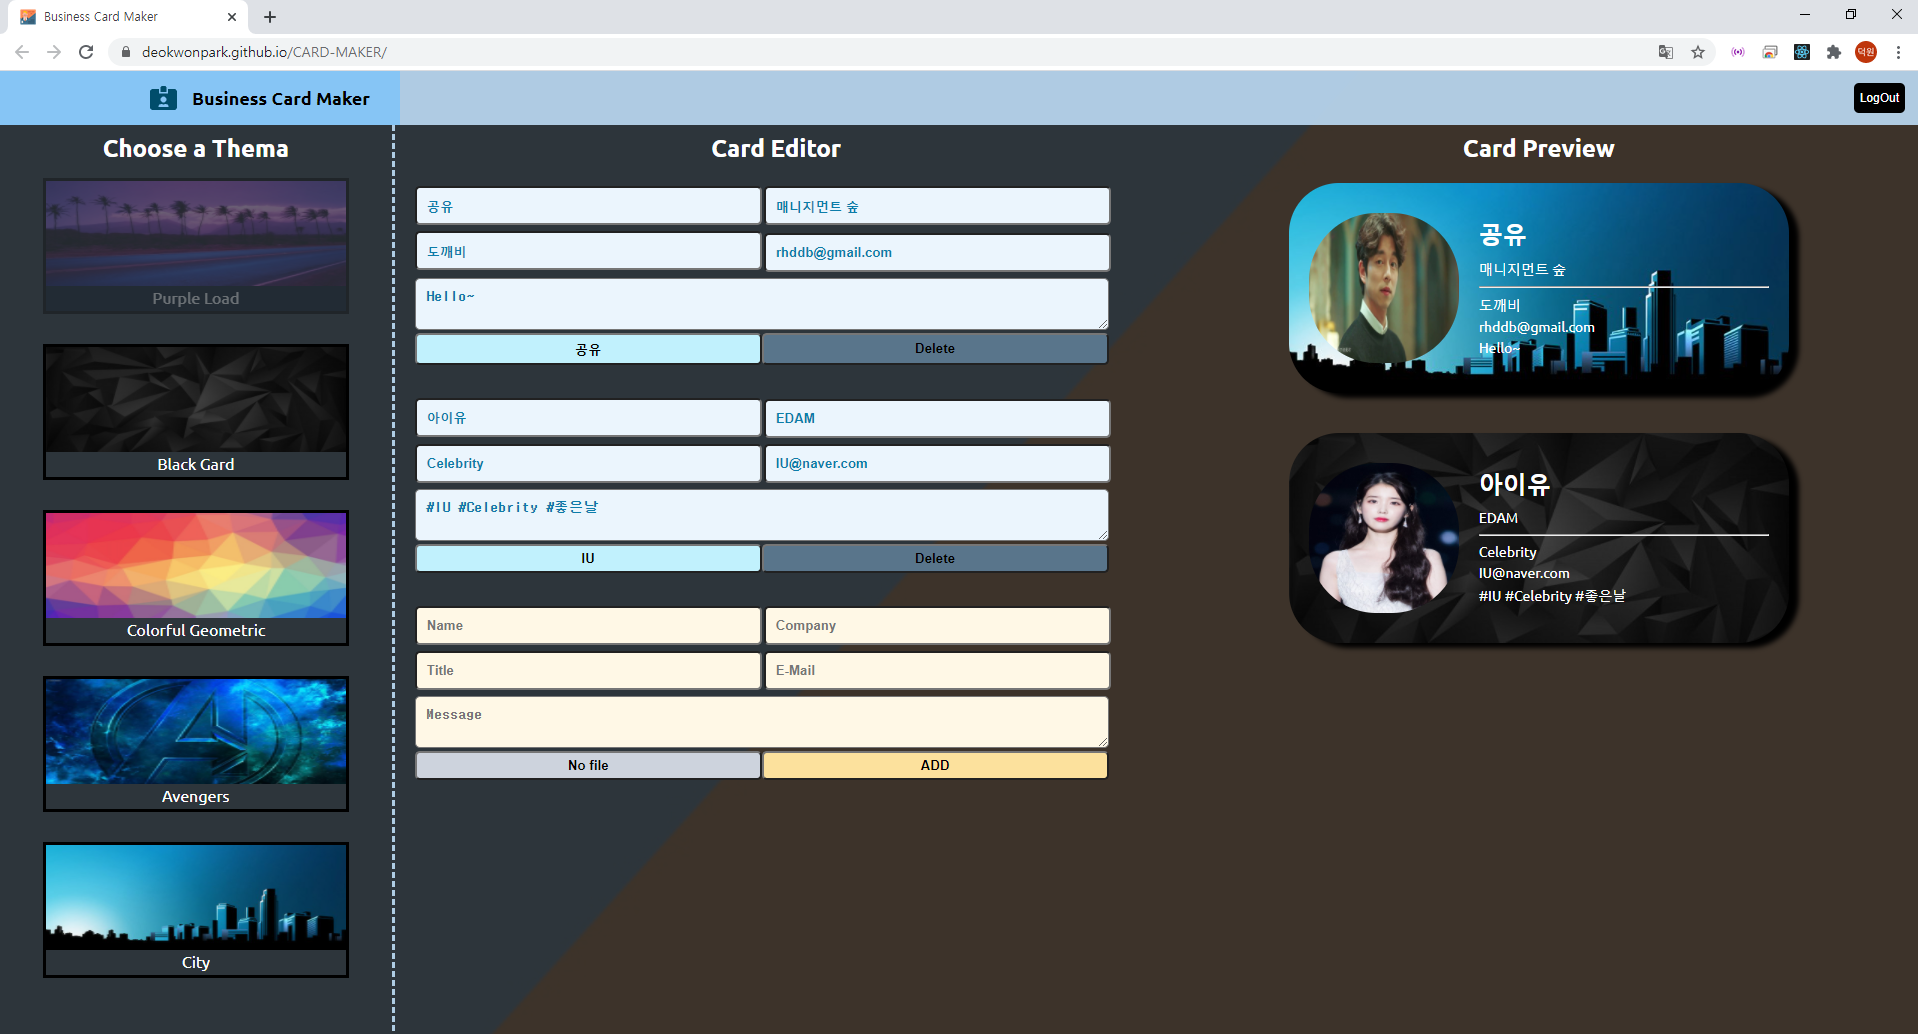 Business Card Maker
deokwonpark.github.io/CARD-MAKER/
덕원
Business Card Maker
LogOut
Choose a Thema
Purple Load
Black Gard
Colorful Geometric
Avengers
City
Card Editor
공유 매니지먼트 숲
도깨비 rhddb@gmail.com
Hello~
공유 Delete
아이유 EDAM
Celebrity IU@naver.com
#IU #Celebrity #좋은날
IU Delete
Name Company
Title E-Mail
Message
No file ADD
Card Preview
공유
매니지먼트 숲
도깨비
rhddb@gmail.com
Hello~
아이유
EDAM
Celebrity
IU@naver.com
#IU #Celebrity #좋은날